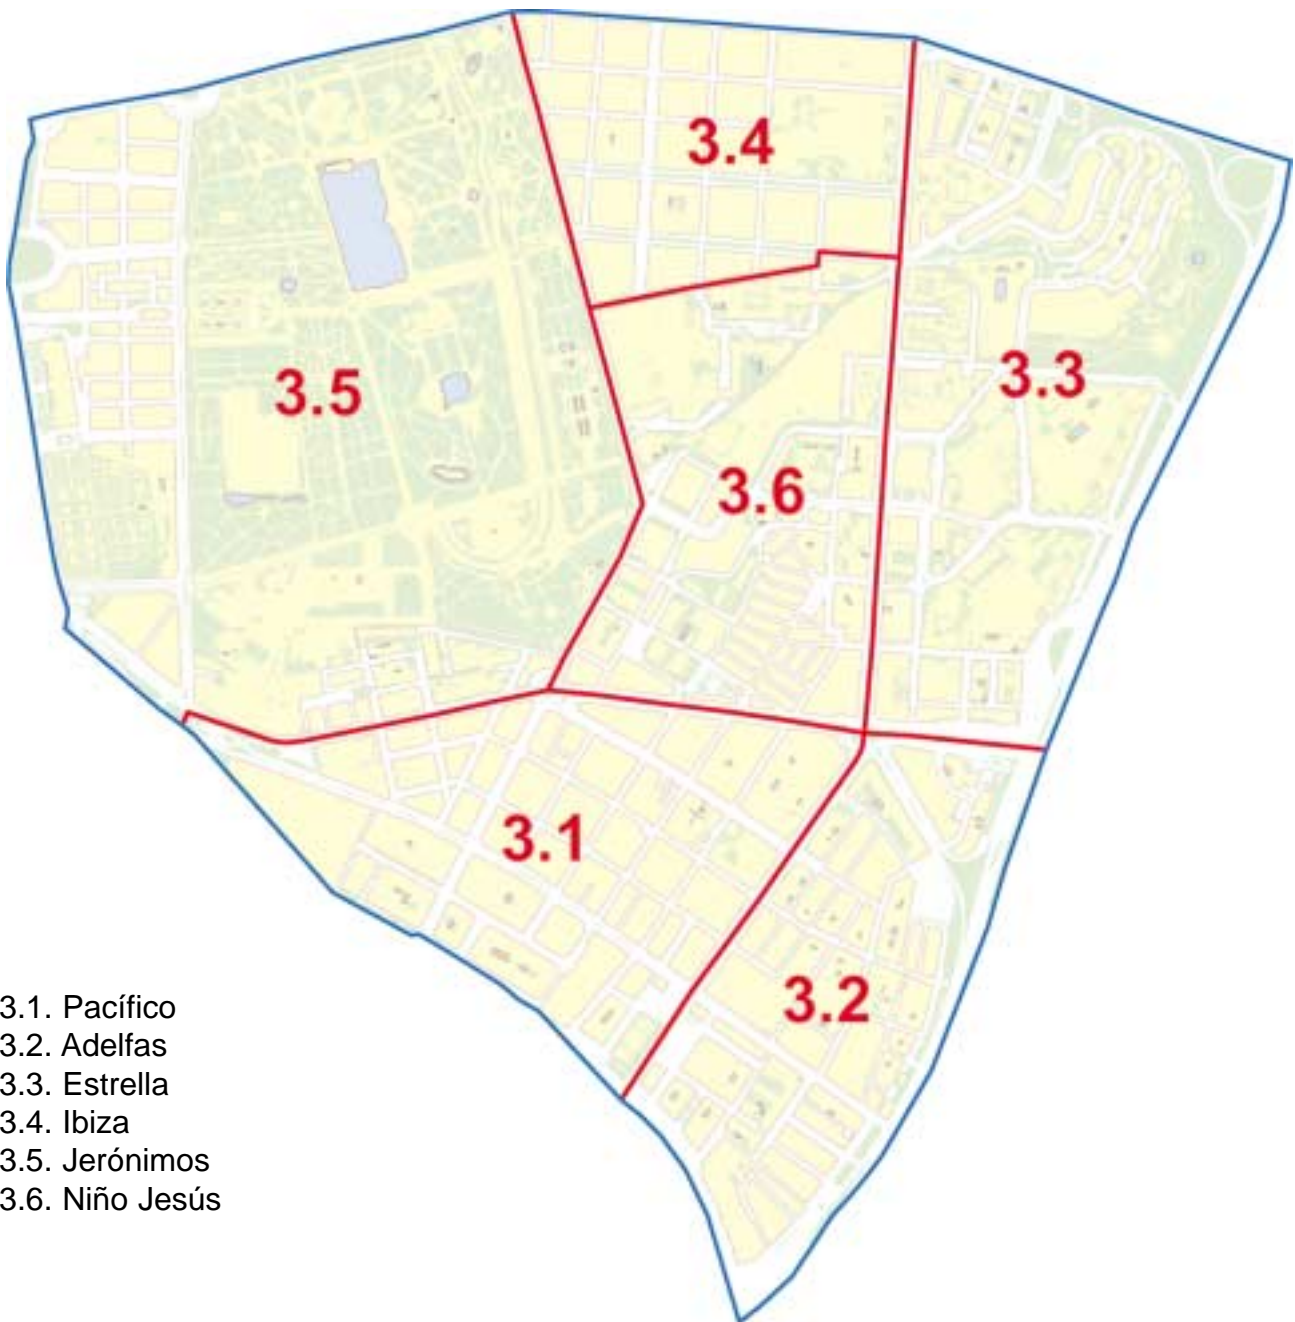 3.4
3.3
3.5
3.6
3.1
3.2
3.1. Pacífico
3.2. Adelfas
3.3. Estrella
3.4. Ibiza
3.5. Jerónimos
3.6. Niño Jesús